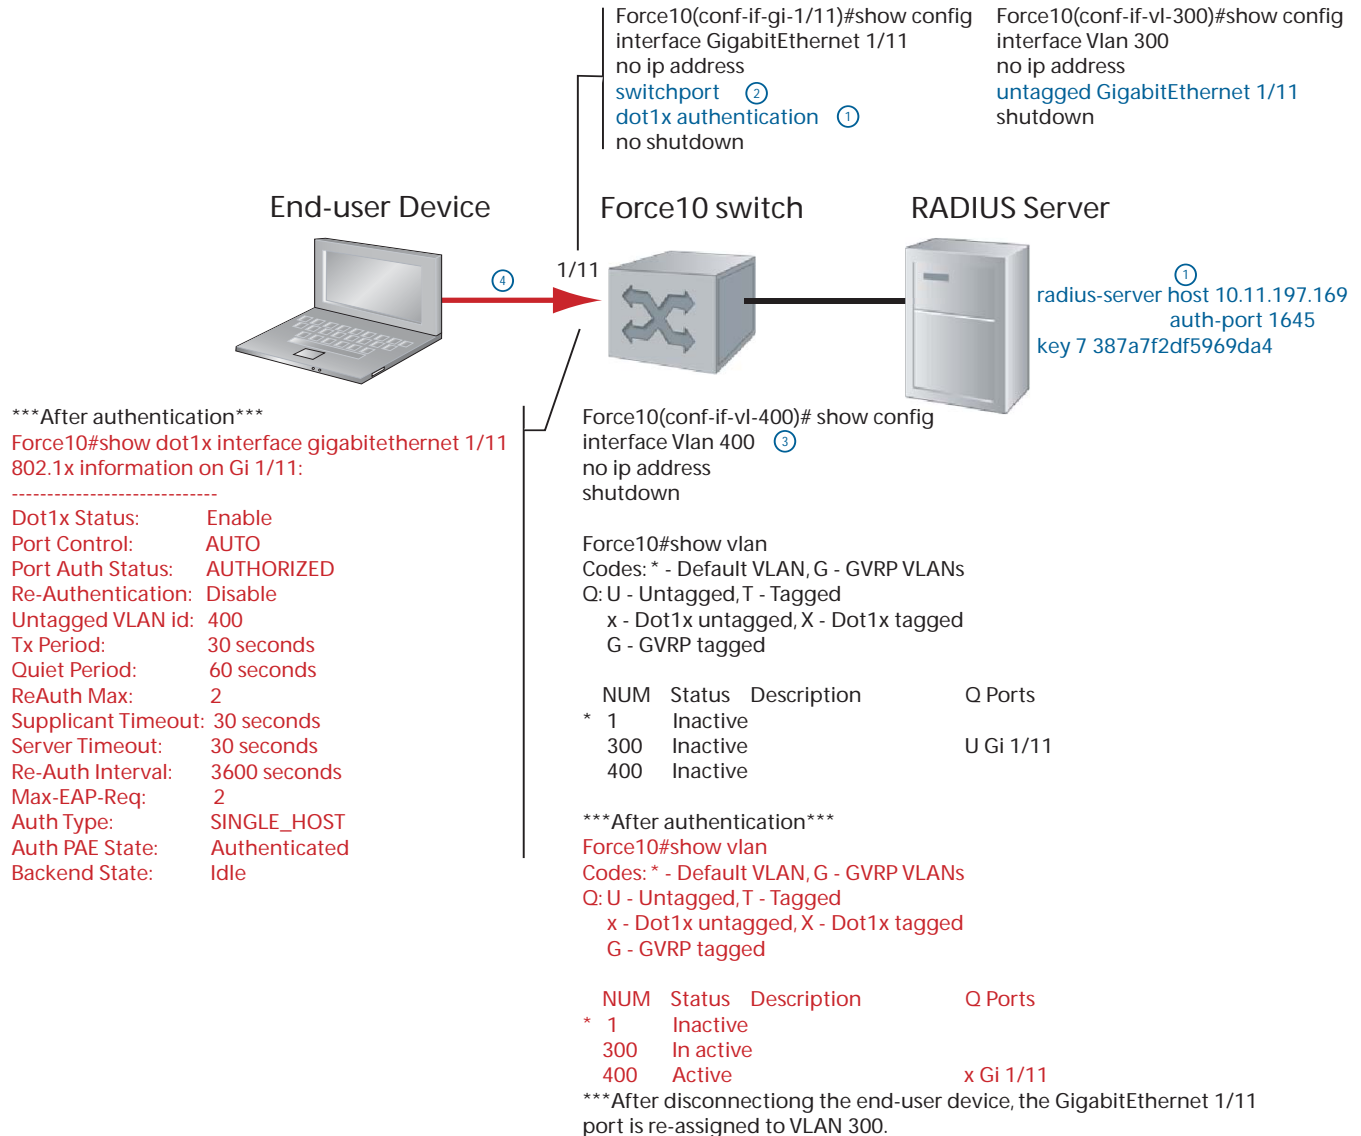 Force10(conf-if-gi-1/11)#show config
interface GigabitEthernet 1/11
no ip address
switchport 2
dot1x authentication 1
no shutdown
Force10(conf-if-vl-300)#show config
interface Vlan 300
no ip address
untagged GigabitEthernet 1/11
shutdown
End-user Device
Force10 switch
RADIUS Server
4
1/11
1
radius-server host 10.11.197.169
auth-port 1645
key 7 387a7f2df5969da4
***After authentication***
Force10#show dot1x interface gigabitethernet 1/11
802.1x information on Gi 1/11:
-----------------------------
Dot1x Status: Enable
Port Control: AUTO
Port Auth Status: AUTHORIZED
Re-Authentication: Disable
Untagged VLAN id: 400
Tx Period: 30 seconds
Quiet Period: 60 seconds
ReAuth Max: 2
Supplicant Timeout: 30 seconds
Server Timeout: 30 seconds
Re-Auth Interval: 3600 seconds
Max-EAP-Req: 2
Auth Type: SINGLE_HOST
Auth PAE State: Authenticated
Backend State: Idle
Force10(conf-if-vl-400)# show config
interface Vlan 400 3
no ip address
shutdown
Force10#show vlan
Codes: * - Default VLAN, G - GVRP VLANs
Q: U - Untagged, T - Tagged
x - Dot1x untagged, X - Dot1x tagged
G - GVRP tagged
NUM Status Description Q Ports
* 1 Inactive
300 Inactive U Gi 1/11
400 Inactive
***After authentication***
Force10#show vlan
Codes: * - Default VLAN, G - GVRP VLANs
Q: U - Untagged, T - Tagged
x - Dot1x untagged, X - Dot1x tagged
G - GVRP tagged
NUM Status Description Q Ports
* 1 Inactive
300 In active
400 Active x Gi 1/11
***After disconnectiong the end-user device, the GigabitEthernet 1/11
port is re-assigned to VLAN 300.